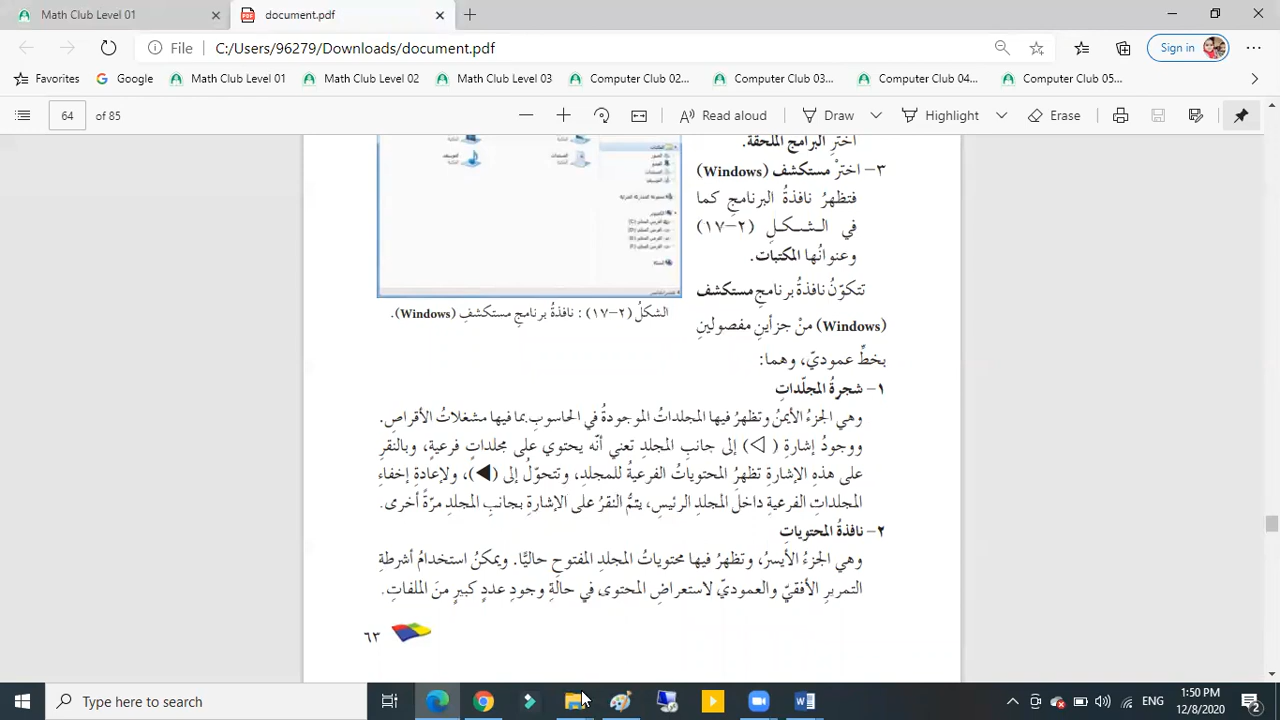 Math Club Level 01
document.pdf
File
C:/Users/96279/Downloads/document.pdf
Sign in
Favorites
Google
Math Club Level 01
Math Club Level 02
Math Club Level 03
Computer Club 02...
Computer Club 03...
Computer Club 04...
Computer Club 05...
64 of 85
Read aloud
Draw
Highlight
Erase
اخترِ البرامج الملحقة.
٣- اخترْ مستكشف (Windows)
فتظهرُ نافذةُ البرنامجِ كما
في الشكلِ (٢-١٧)
وعنوانُها المكتبات.
تتكوّنُ نافذةُ برنامجِ مستكشف
(Windows) منْ جزأينِ مفصولينِ
بخطٍّ عموديّ، وهما:
الشكلُ (٢-١٧) : نافذةُ برنامجِ مستكشفِ (Windows).
١- شجرةُ المجلّداتِ
وهي الجزءُ الأيمنُ وتظهرُ فيها المجلداتُ الموجودةُ في الحاسوبِ بما فيها مشغلاتُ الأقراصِ.
ووجودُ إشارةِ (◁) إلى جانبِ المجلدِ تعني أنّه يحتوي على مجلداتٍ فرعيةٍ، وبالنقرِ
على هذهِ الإشارةِ تظهرُ المحتوياتُ الفرعيةُ للمجلدِ، وتتحوّلُ إلى (◀)، ولإعادةِ إخفاءِ
المجلداتِ الفرعيةِ داخلَ المجلدِ الرئيسِ، يتمُّ النقرُ على الإشارةِ بجانبِ المجلدِ مرّةً أخرى.
٢- نافذةُ المحتوياتِ
وهي الجزءُ الأيسرُ، وتظهرُ فيها محتوياتُ المجلدِ المفتوحِ حاليًّا. ويمكنُ استخدامُ أشرطةِ
التمريرِ الأفقيّ والعموديّ لاستعراضِ المحتوى في حالةِ وجودِ عددٍ كبيرٍ منَ الملفاتِ.
٦٣
Type here to search
ENG
1:50 PM
12/8/2020
2